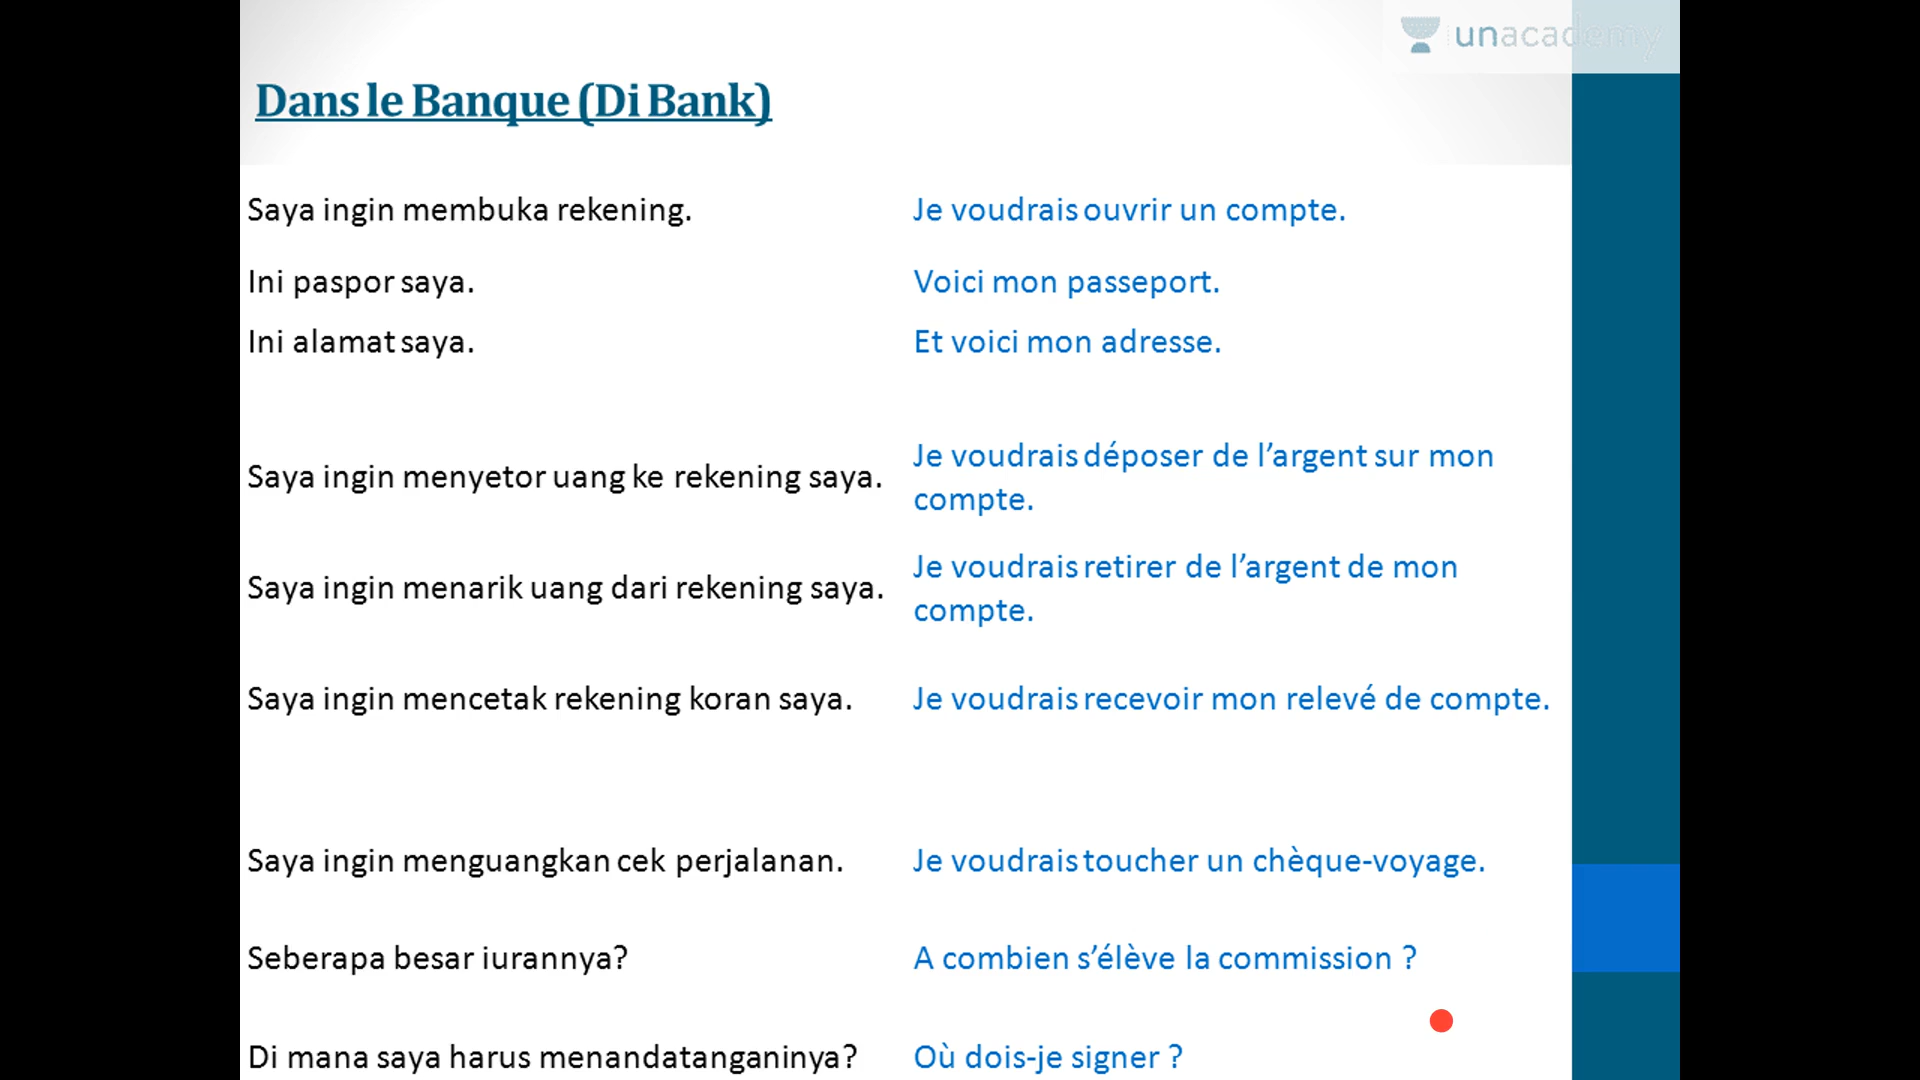 unacademy
Dans le Banque (Di Bank)
Saya ingin membuka rekening.
Je voudrais ouvrir un compte.
Ini paspor saya.
Voici mon passeport.
Ini alamat saya.
Et voici mon adresse.
Saya ingin menyetor uang ke rekening saya.
Je voudrais déposer de l’argent sur mon
compte.
Saya ingin menarik uang dari rekening saya.
Je voudrais retirer de l’argent de mon
compte.
Saya ingin mencetak rekening koran saya.
Je voudrais recevoir mon relevé de compte.
Saya ingin menguangkan cek perjalanan.
Je voudrais toucher un chèque-voyage.
Seberapa besar iurannya?
A combien s’élève la commission ?
Di mana saya harus menandatanganinya?
Où dois-je signer ?